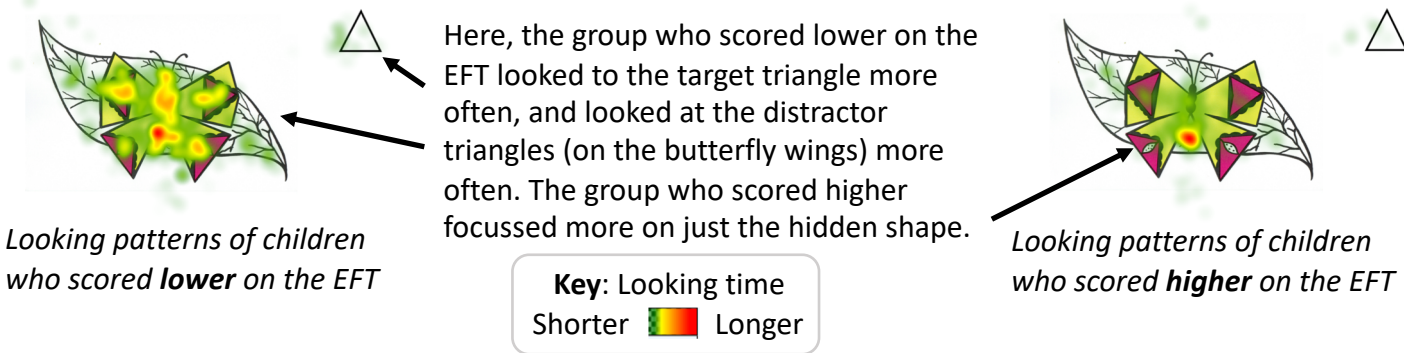 Here, the group who scored lower on the
EFT looked to the target triangle more
often, and looked at the distractor
triangles (on the butterfly wings) more
often. The group who scored higher
focussed more on just the hidden shape.
Looking patterns of children
who scored lower on the EFT
Key: Looking time
Shorter Longer
Looking patterns of children
who scored higher on the EFT